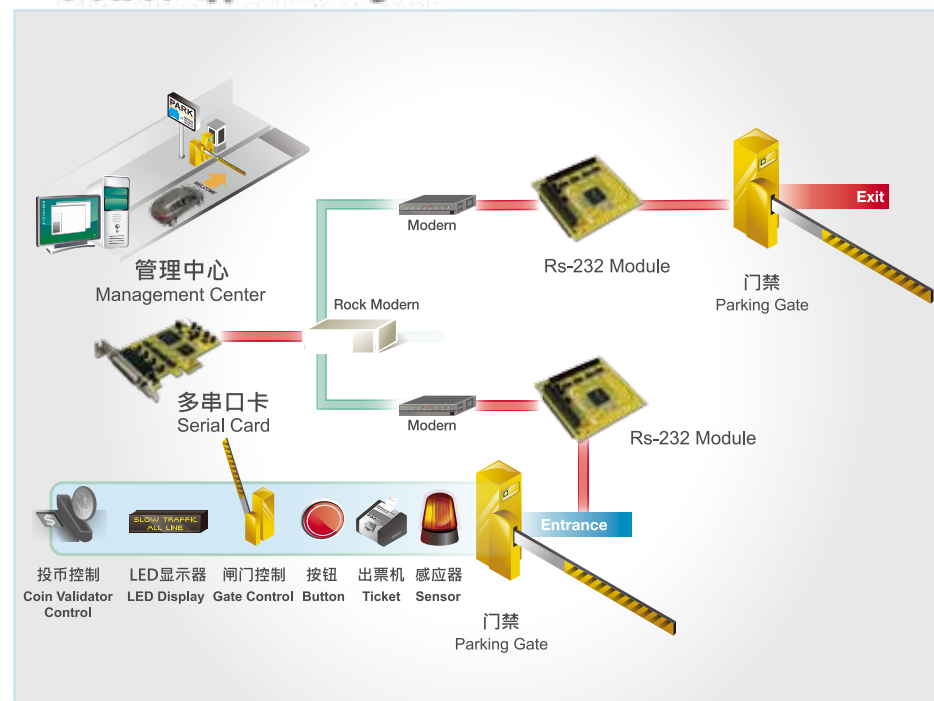 PARK
WELCOME
管理中心
Management Center
Modern
Rs-232 Module
Exit
门禁
Parking Gate
Rock Modern
多串口卡
Serial Card
Modern
Rs-232 Module
Entrance
SLOW TRAFFIC
ALL LINE
投币控制
Coin Validator
Control
LED显示器
LED Display
闸门控制
Gate Control
按钮
Button
出票机
Ticket
感应器
Sensor
门禁
Parking Gate